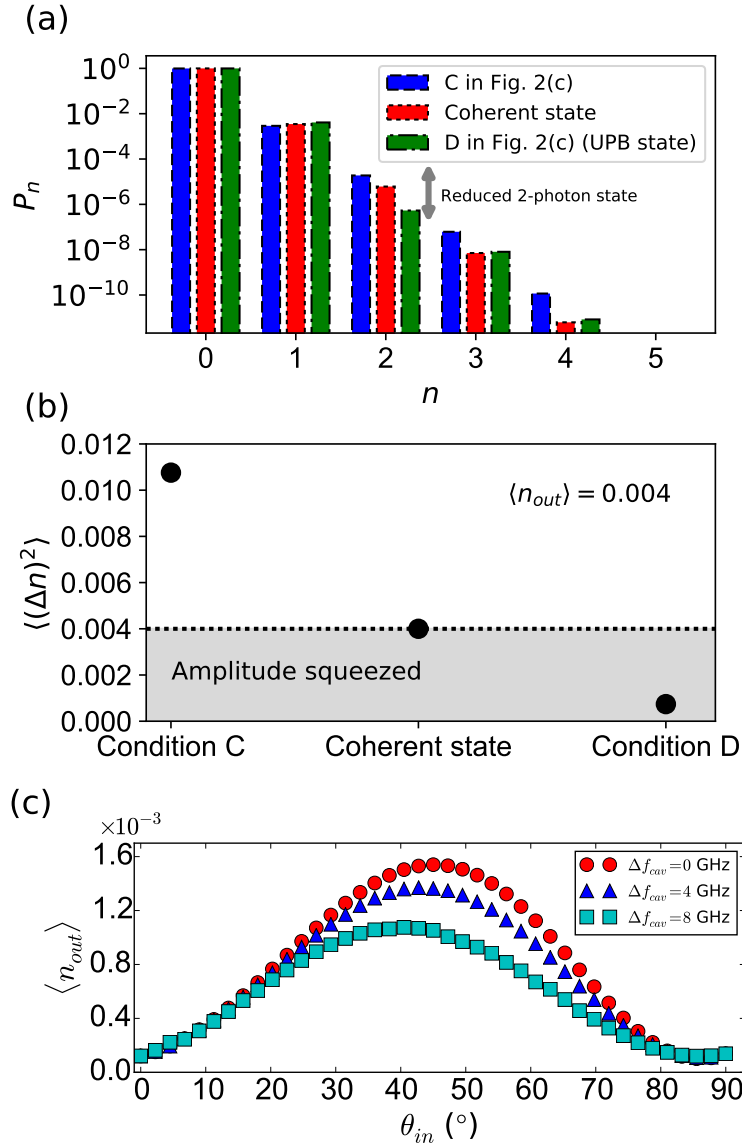 (a)
10^0
10^-2
10^-4
10^-6
10^-8
10^-10
P_n
C in Fig. 2(c)
Coherent state
D in Fig. 2(c) (UPB state)
Reduced 2-photon state
0 1 2 3 4 5
n
(b)
0.012
0.010
0.008
0.006
0.004
0.002
0.000
⟨(Δn)^2⟩
⟨n_out⟩ = 0.004
Amplitude squeezed
Condition C Coherent state Condition D
(c)
×10^-3
1.6
1.2
0.8
0.4
0.0
⟨n_out⟩
Δf_cav=0 GHz
Δf_cav=4 GHz
Δf_cav=8 GHz
0 10 20 30 40 50 60 70 80 90
θ_in (°)